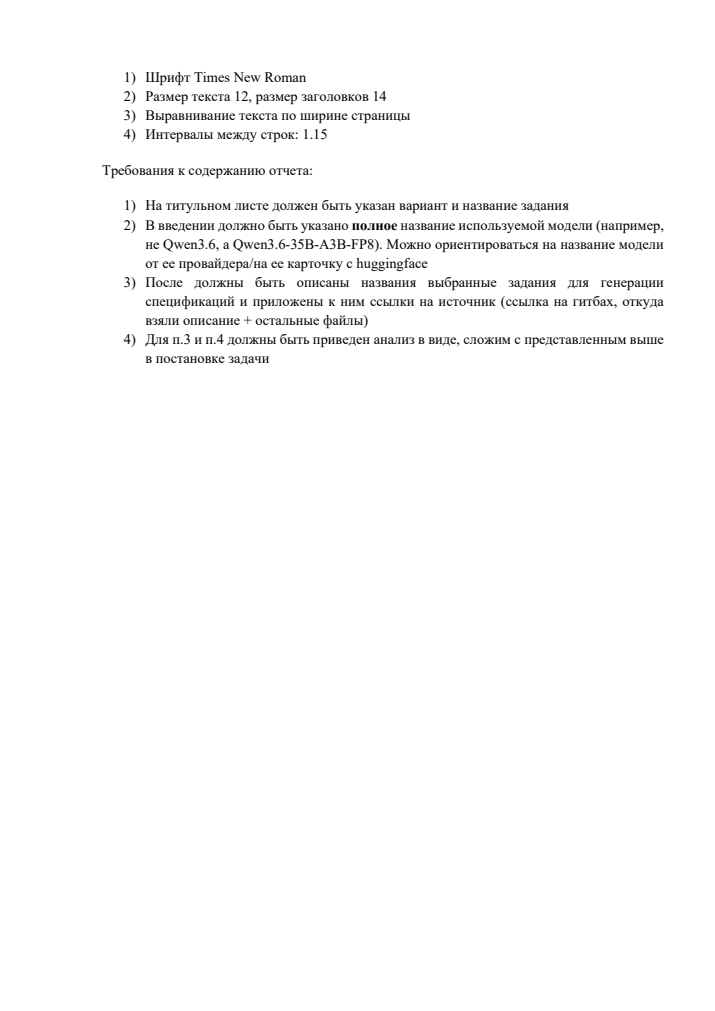 1) Шрифт Times New Roman
2) Размер текста 12, размер заголовков 14
3) Выравнивание текста по ширине страницы
4) Интервалы между строк: 1.15
Требования к содержанию отчета:
1) На титульном листе должен быть указан вариант и название задания
2) В введении должно быть указано полное название используемой модели (например,
не Qwen3.6, а Qwen3.6-35B-A3B-FP8). Можно ориентироваться на название модели
от ее провайдера/на ее карточку с huggingface
3) После должны быть описаны названия выбранные задания для генерации
спецификаций и приложены к ним ссылки на источник (ссылка на гитбах, откуда
взяли описание + остальные файлы)
4) Для п.3 и п.4 должны быть приведен анализ в виде, сложим с представленным выше
в постановке задачи